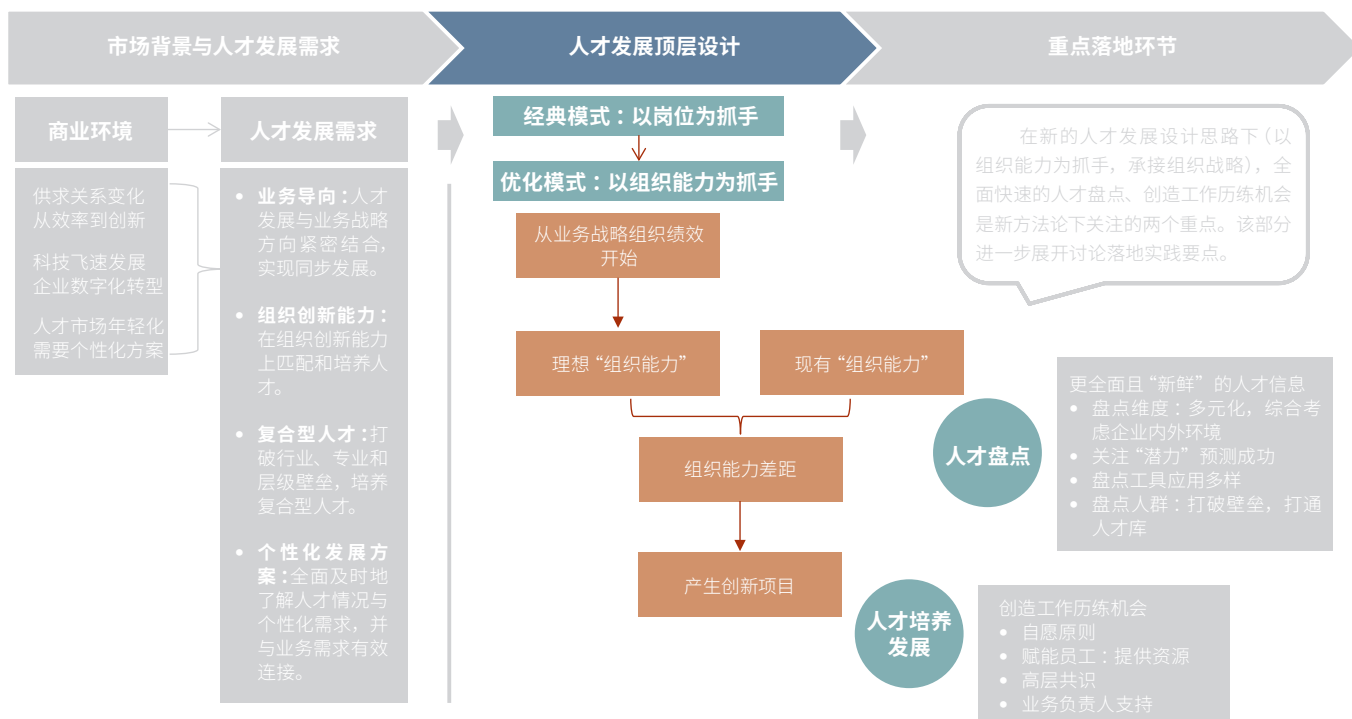 市场背景与人才发展需求
人才发展顶层设计
重点落地环节
商业环境
人才发展需求
供求关系变化
从效率到创新
科技飞速发展
企业数字化转型
人才市场年轻化
需要个性化方案
• 业务导向：人才
发展与业务战略
方向紧密结合，
实现同步发展。
• 组织创新能力：
在组织创新能力
上匹配和培养人
才。
• 复合型人才：打
破行业、专业和
层级壁垒，培养
复合型人才。
• 个性化发展方
案：全面及时地
了解人才情况与
个性化需求，并
与业务需求有效
连接。
经典模式：以岗位为抓手
优化模式：以组织能力为抓手
从业务战略组织绩效
开始
理想“组织能力”
现有“组织能力”
组织能力差距
产生创新项目
在新的人才发展设计思路下（以
组织能力为抓手，承接组织战略），全
面快速的人才盘点、创造工作历练机会
是新方法论下关注的两个重点。该部分
进一步展开讨论落地实践要点。
人才盘点
更全面且“新鲜”的人才信息
• 盘点维度：多元化，综合考
虑企业内外环境
• 关注“潜力”预测成功
• 盘点工具应用多样
• 盘点人群：打破壁垒，打通
人才库
人才培养
发展
创造工作历练机会
• 自愿原则
• 赋能员工：提供资源
• 高层共识
• 业务负责人支持